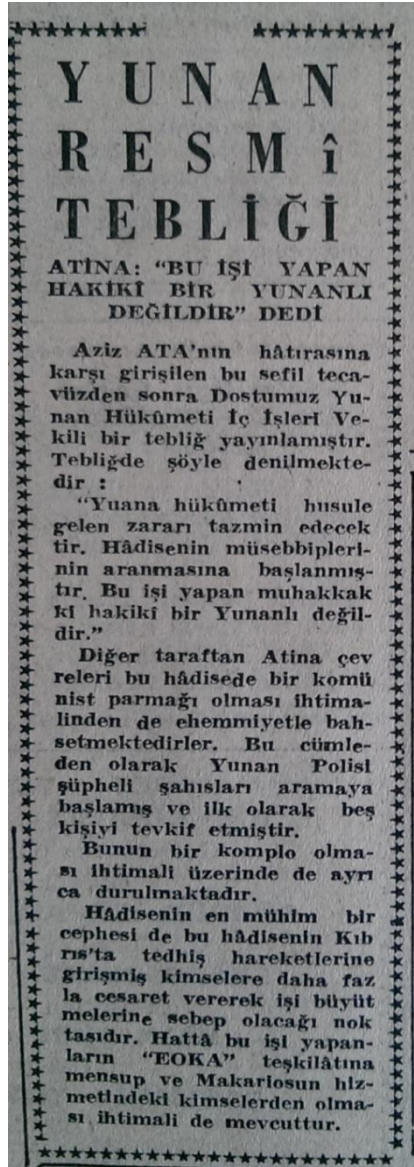 YUNAN
RESMÎ
TEBLİĞİ
ATİNA: “BU İŞİ YAPAN
HAKİKÎ BİR YUNANLI
DEĞİLDİR” DEDİ
Aziz ATA’nın hâtırasına
karşı girişilen bu sefil teca-
vüzden sonra Dostumuz Yu-
nan Hükûmeti İç İşleri Ve-
kili bir tebliğ yayınlamıştır.
Tebliğde şöyle denilmekte-
dir :
“Yuana hükûmeti husule
gelen zararı tazmin edecek
tir. Hâdisenin müsebbipleri-
nin aranmasına başlanmış-
tır. Bu işi yapan muhakkak
ki hakikî bir Yunanlı değil-
dir.”
Diğer taraftan Atina çev
releri bu hâdisede bir komü
nist parmağı olması ihtima-
linden de ehemmiyetle bah-
setmektedirler. Bu cümle-
den olarak Yunan Polisi
şüpheli şahısları aramaya
başlamış ve ilk olarak beş
kişiyi tevkif etmiştir.
Bunun bir komplo olma-
sı ihtimali üzerinde de ayrı
ca durulmaktadır.
Hâdisenin en mühim bir
cephesi de bu hâdisenin Kıb
rıs’ta tedhiş hareketlerine
girişmiş kimselere daha faz
la cesaret vererek işi büyüt
melerine sebep olacağı nok
tasıdır. Hattâ bu işi yapan-
ların “EOKA” teşkilâtına
mensup ve Makariosun hiz-
metindeki kimselerden olma-
sı ihtimali de mevcuttur.